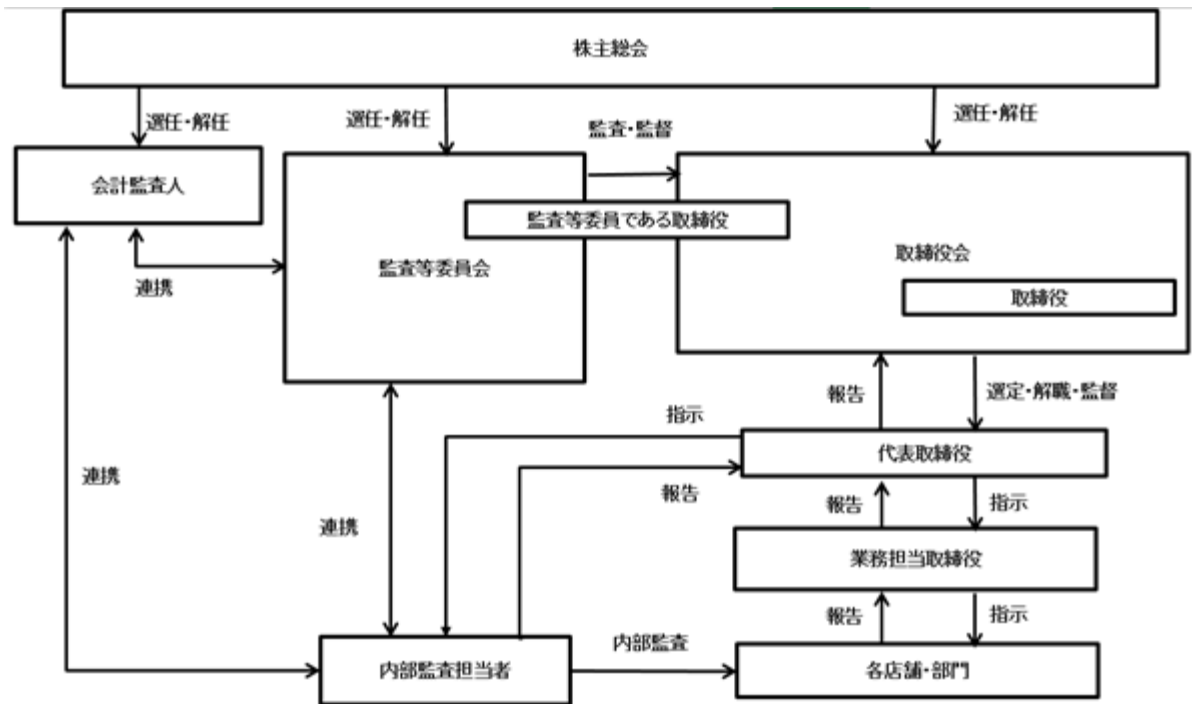 株主総会
選任・解任
選任・解任
選任・解任
監査・監督
会計監査人
監査等委員である取締役
監査等委員会
取締役会
連携
取締役
報告
選定・解職・監督
指示
代表取締役
連携
報告
報告
指示
連携
業務担当取締役
報告
指示
内部監査
内部監査担当者
各店舗・部門